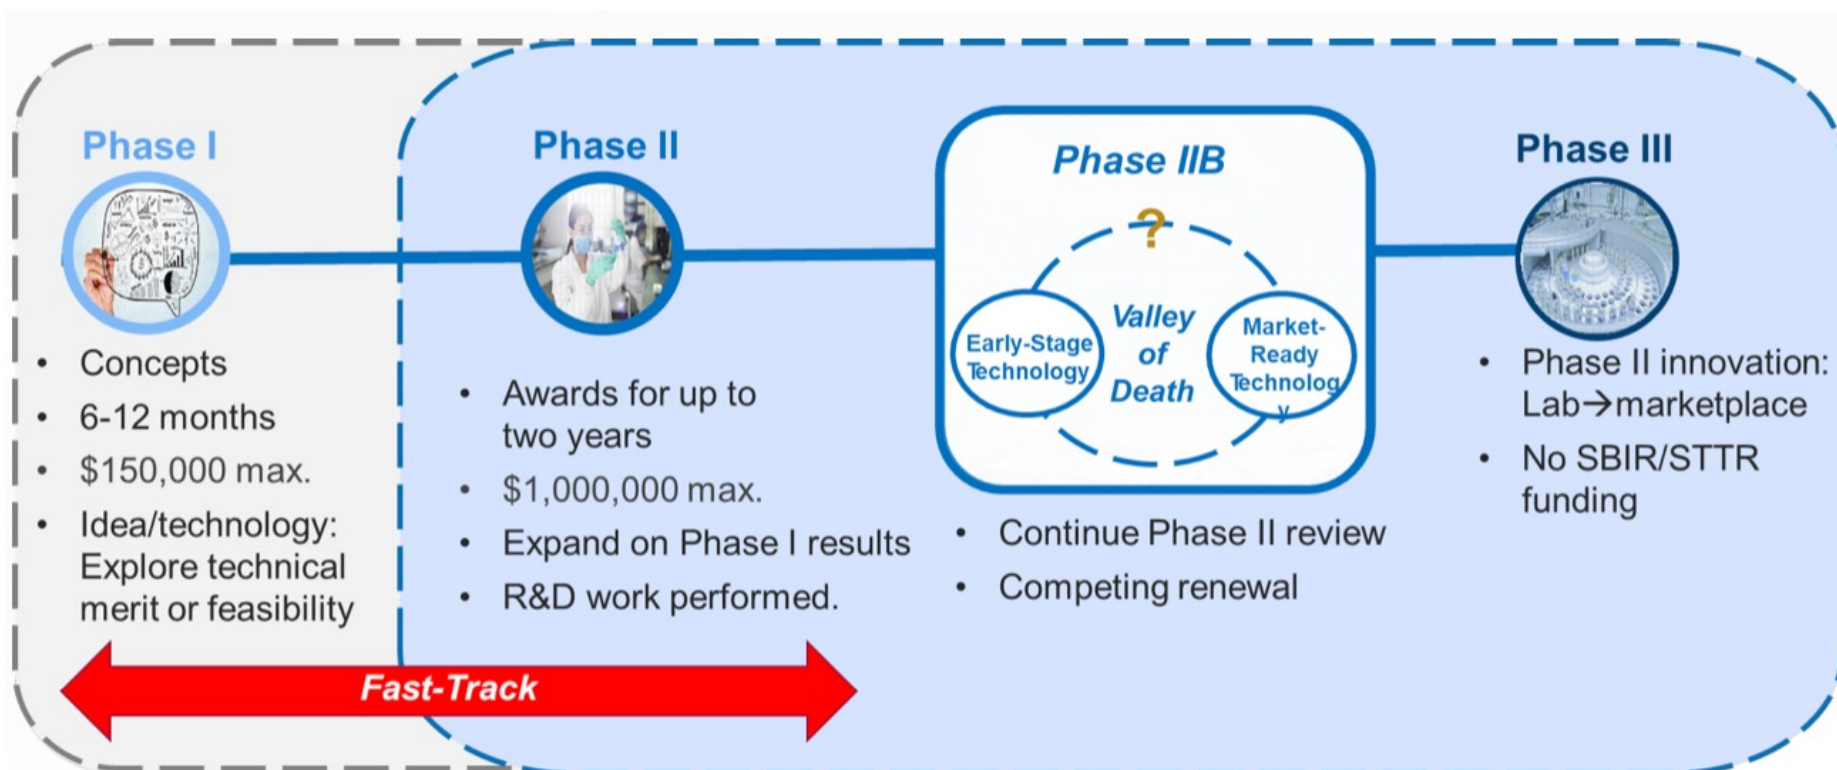 Phase I
• Concepts
• 6-12 months
• $150,000 max.
• Idea/technology:
Explore technical
merit or feasibility
Phase II
• Awards for up to
two years
• $1,000,000 max.
• Expand on Phase I results
• R&D work performed.
Fast-Track
Phase IIB
?
Early-Stage
Technology
Valley
of
Death
Market-
Ready
Technolog
y
• Continue Phase II review
• Competing renewal
Phase III
• Phase II innovation:
Lab→marketplace
• No SBIR/STTR
funding